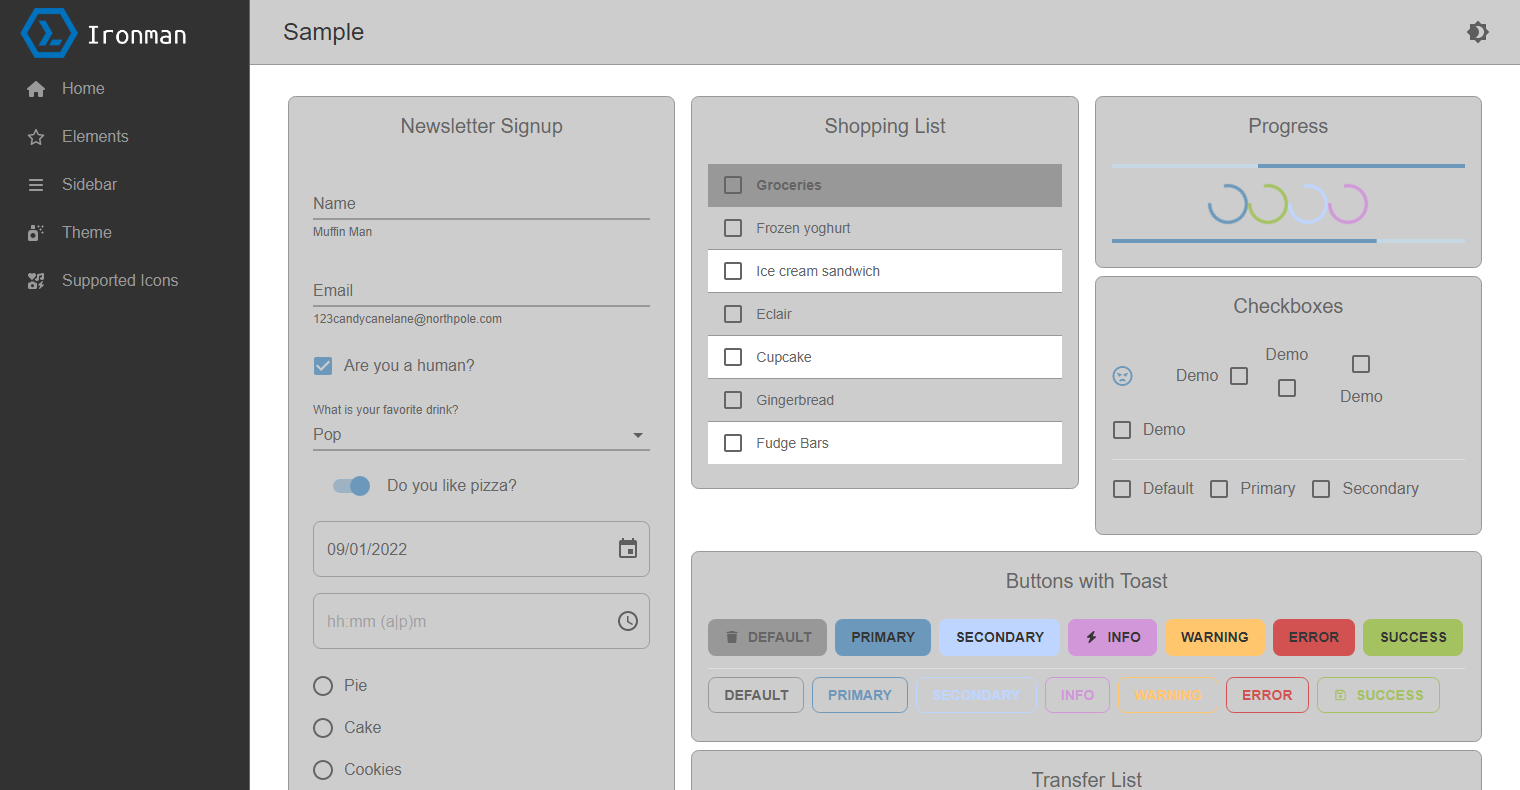 Ironman
Home
Elements
Sidebar
Theme
Supported Icons
Sample
Newsletter Signup
Name
Muffin Man
Email
123candycanelane@northpole.com
Are you a human?
What is your favorite drink?
Pop
Do you like pizza?
09/01/2022
hh:mm (a|p)m
Pie
Cake
Cookies
Shopping List
Groceries
Frozen yoghurt
Ice cream sandwich
Eclair
Cupcake
Gingerbread
Fudge Bars
Progress
Checkboxes
Demo
Demo
Demo
Demo
Default Primary Secondary
Buttons with Toast
DEFAULT PRIMARY SECONDARY INFO WARNING ERROR SUCCESS
DEFAULT PRIMARY SECONDARY INFO WARNING ERROR SUCCESS
Transfer List